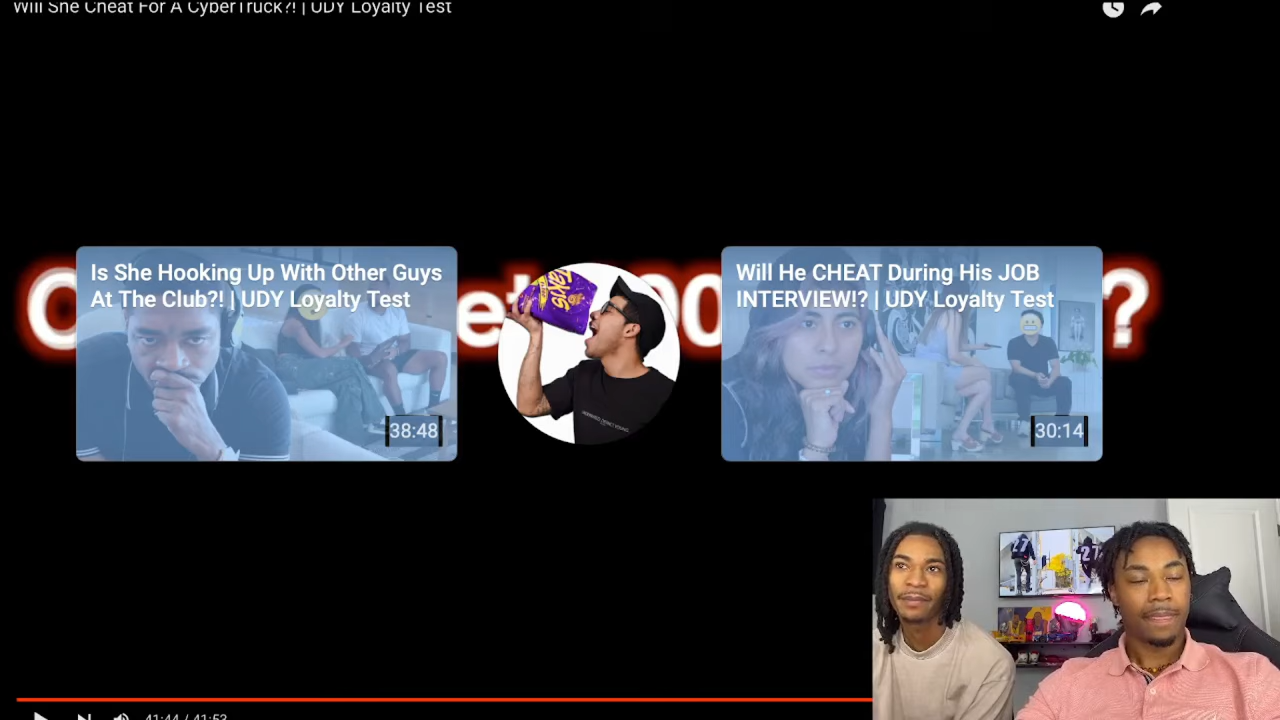 Will She Cheat For A CyberTruck?! | UDY Loyalty Test
Is She Hooking Up With Other Guys
At The Club?! | UDY Loyalty Test
38:48
Will He CHEAT During His JOB
INTERVIEW!? | UDY Loyalty Test
30:14
?
27
27
41:44 / 41:53